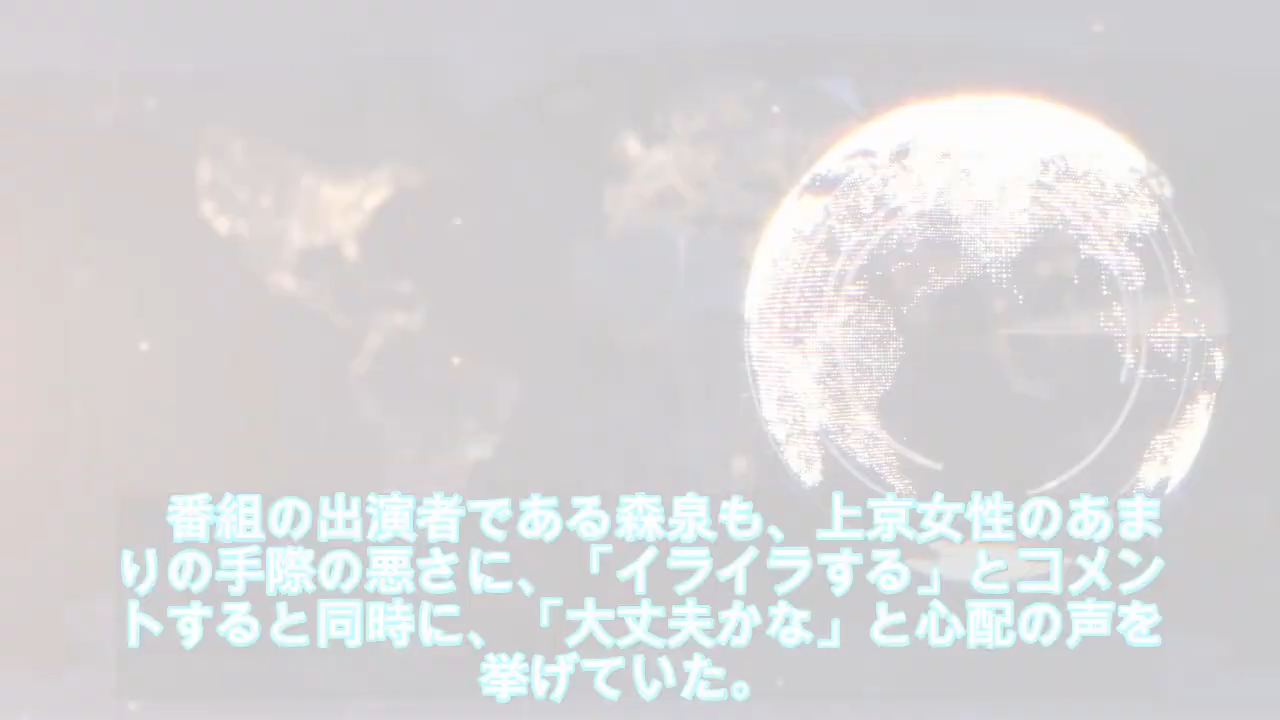 番組の出演者である森泉も、上京女性のあま
りの手際の悪さに、「イライラする」とコメン
トすると同時に、「大丈夫かな」と心配の声を
挙げていた。